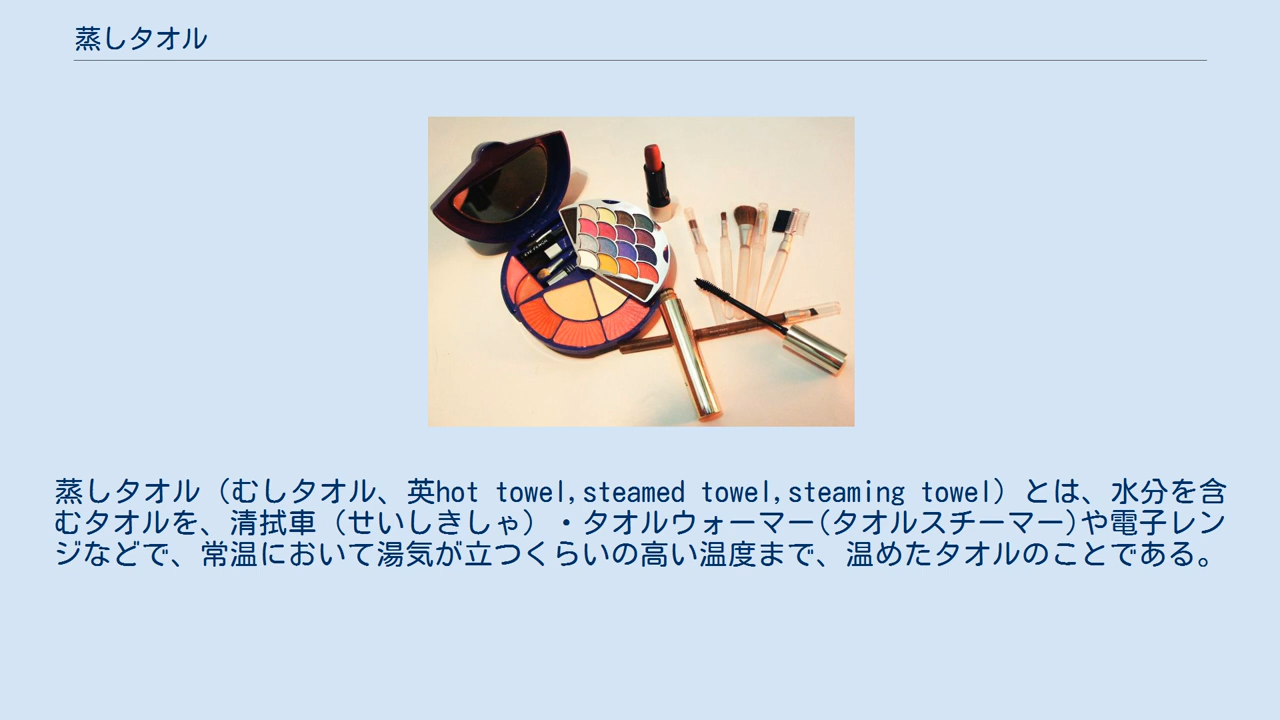 蒸しタオル
蒸しタオル（むしタオル、英hot towel,steamed towel,steaming towel）とは、水分を含
むタオルを、清拭車（せいしきしゃ）・タオルウォーマー(タオルスチーマー)や電子レン
ジなどで、常温において湯気が立つくらいの高い温度まで、温めたタオルのことである。